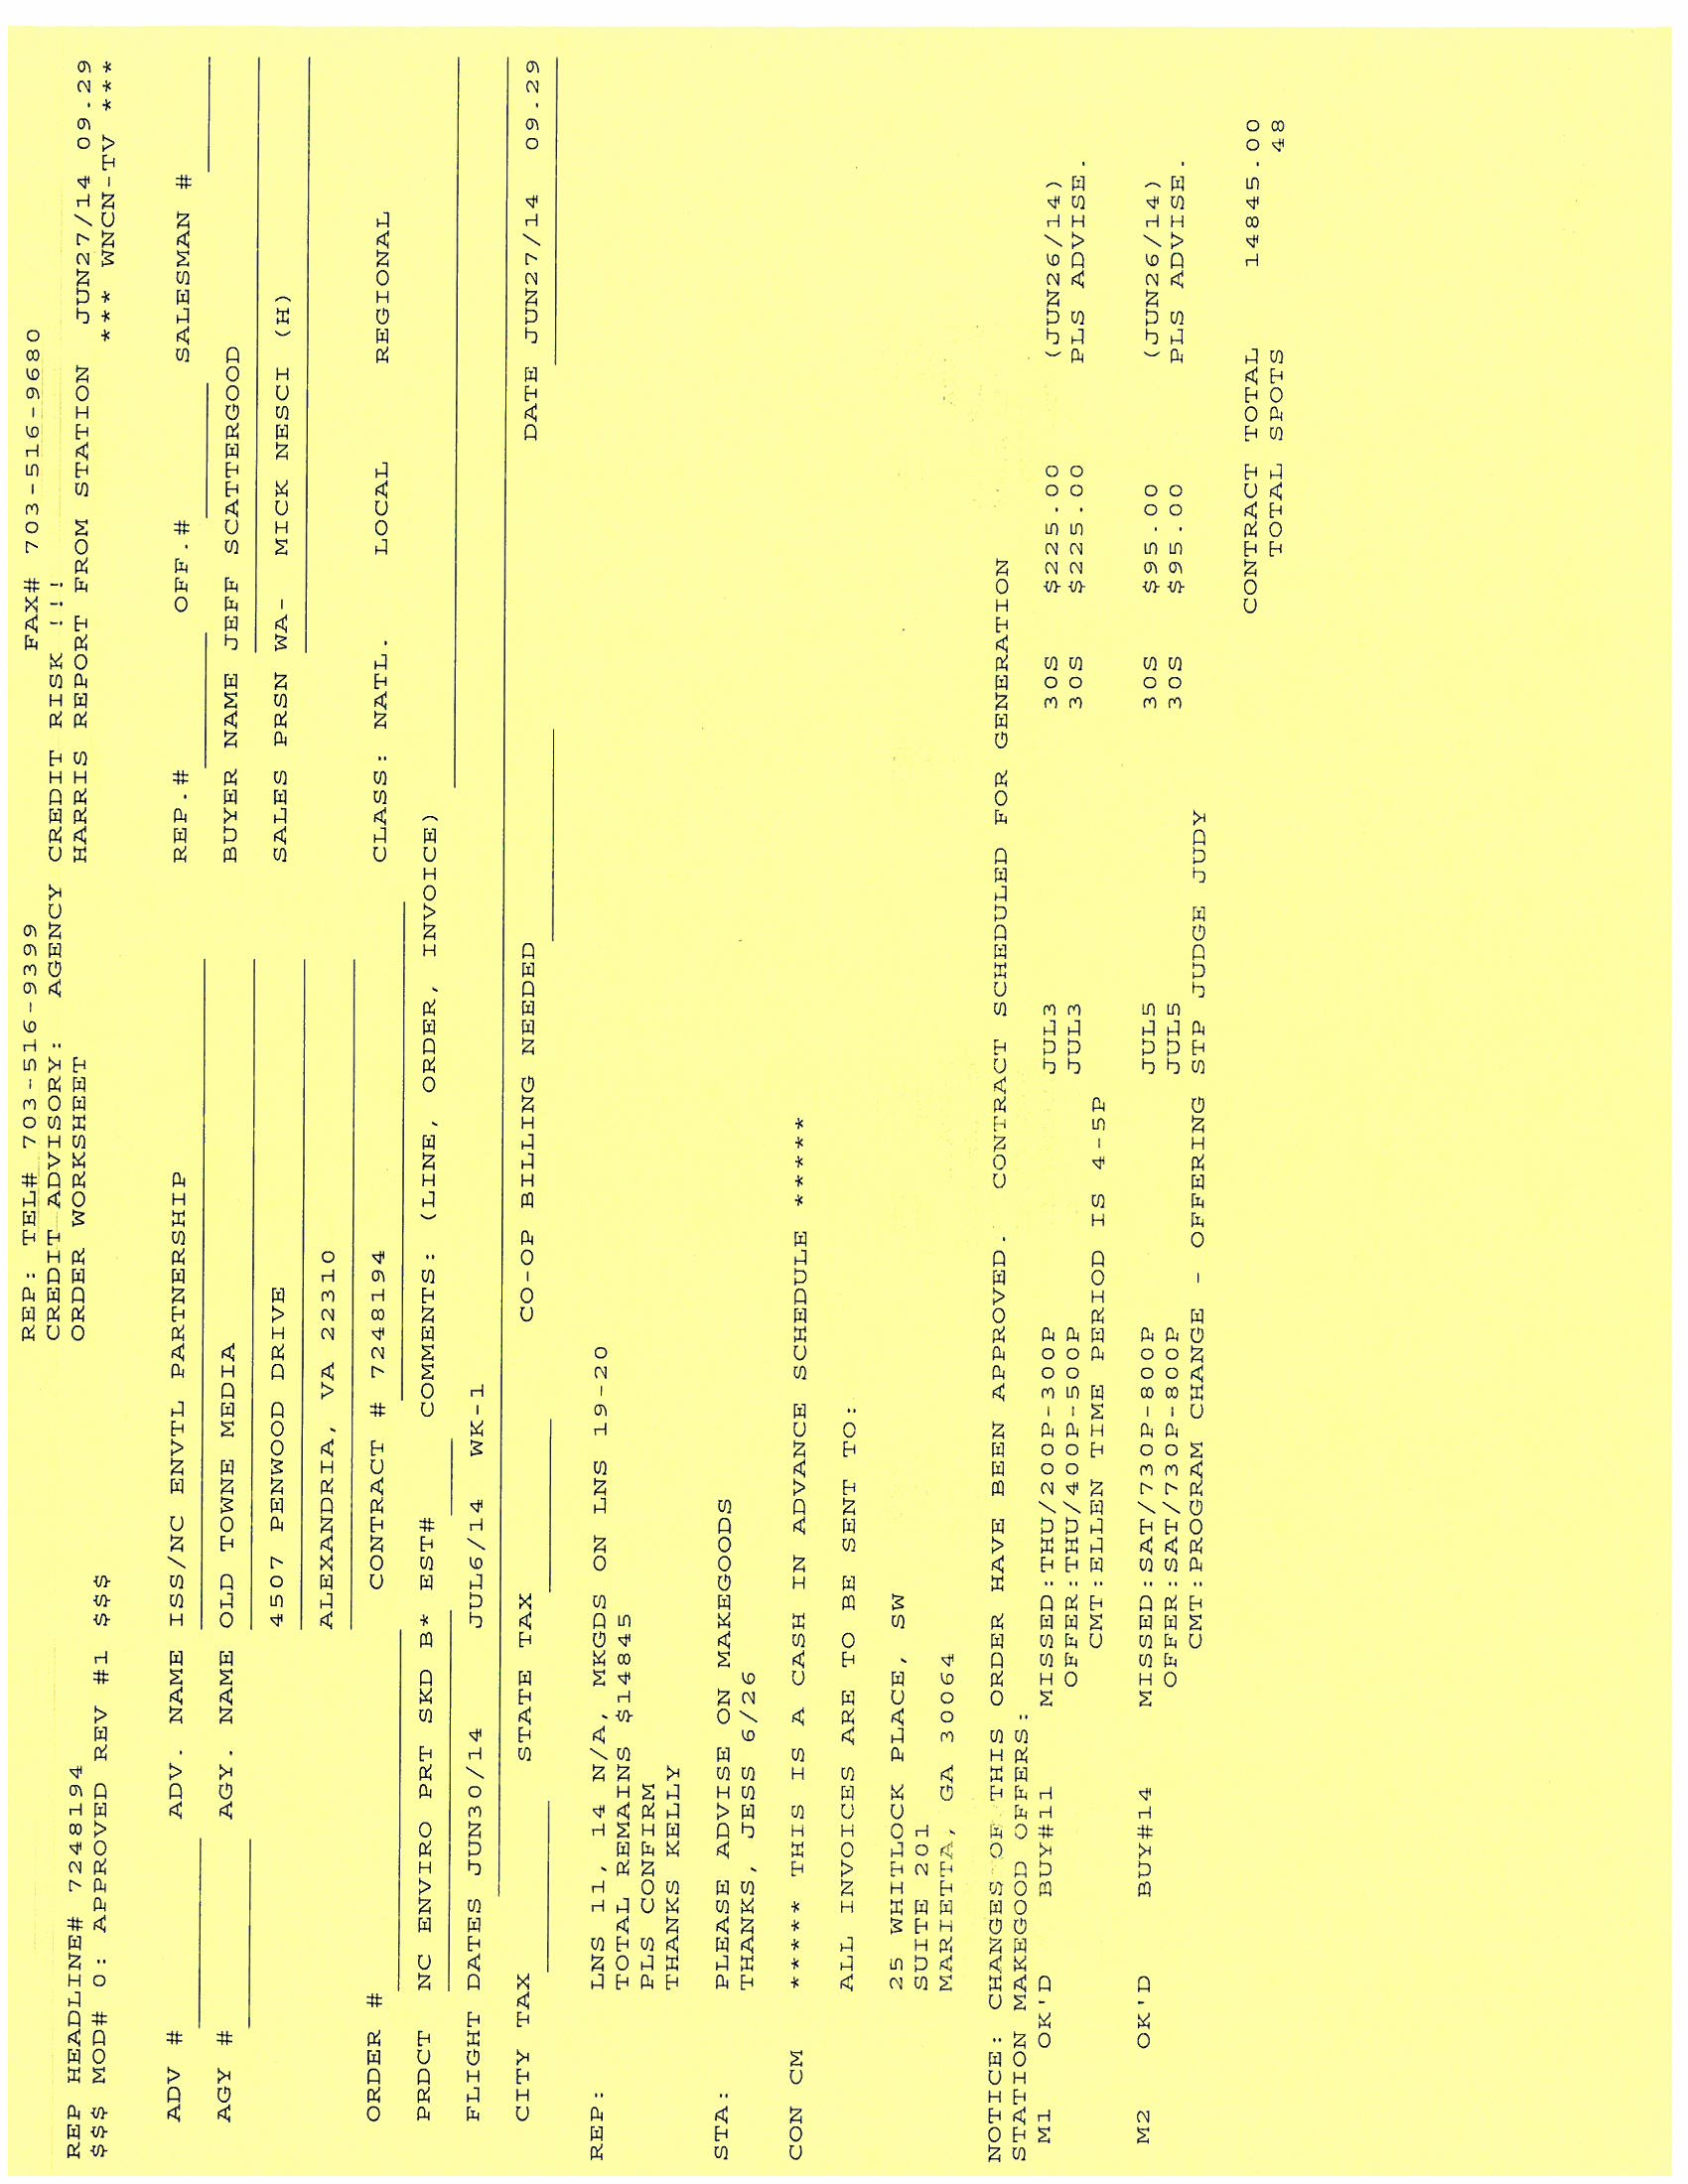 REP: TEL# 703-516-9399 FAX# 703-516-9680
CREDIT ADVISORY: AGENCY CREDIT RISK !!!
REP HEADLINE# 7248194 ORDER WORKSHEET HARRIS REPORT FROM STATION JUN27/14 09.29
$$$ MOD# 0: APPROVED REV #1 $$$ *** WNCN-TV ***
ADV # ADV. NAME ISS/NC ENVTL PARTNERSHIP REP.# OFF.# SALESMAN #
AGY # AGY. NAME OLD TOWNE MEDIA BUYER NAME JEFF SCATTERGOOD
4507 PENWOOD DRIVE SALES PRSN WA- MICK NESCI (H)
ALEXANDRIA, VA 22310
ORDER # CONTRACT # 7248194 CLASS: NATL. LOCAL REGIONAL
PRDCT NC ENVIRO PRT SKD B* EST# COMMENTS: (LINE, ORDER, INVOICE)
FLIGHT DATES JUN30/14 JUL6/14 WK-1
CITY TAX STATE TAX CO-OP BILLING NEEDED DATE JUN27/14 09.29
REP: LNS 11, 14 N/A, MKGDS ON LNS 19-20
TOTAL REMAINS $14845
PLS CONFIRM
THANKS KELLY
STA: PLEASE ADVISE ON MAKEGOODS
THANKS, JESS 6/26
CON CM ***** THIS IS A CASH IN ADVANCE SCHEDULE *****
ALL INVOICES ARE TO BE SENT TO:
25 WHITLOCK PLACE, SW
SUITE 201
MARIETTA, GA 30064
NOTICE: CHANGES OF THIS ORDER HAVE BEEN APPROVED. CONTRACT SCHEDULED FOR GENERATION
STATION MAKEGOOD OFFERS:
M1 OK'D BUY#11 MISSED:THU/200P-300P JUL3 30S $225.00 (JUN26/14)
OFFER:THU/400P-500P JUL3 30S $225.00 PLS ADVISE.
CMT:ELLEN TIME PERIOD IS 4-5P
M2 OK'D BUY#14 MISSED:SAT/730P-800P JUL5 30S $95.00 (JUN26/14)
OFFER:SAT/730P-800P JUL5 30S $95.00 PLS ADVISE.
CMT:PROGRAM CHANGE - OFFERING STP JUDGE JUDY
CONTRACT TOTAL 14845.00
TOTAL SPOTS 48